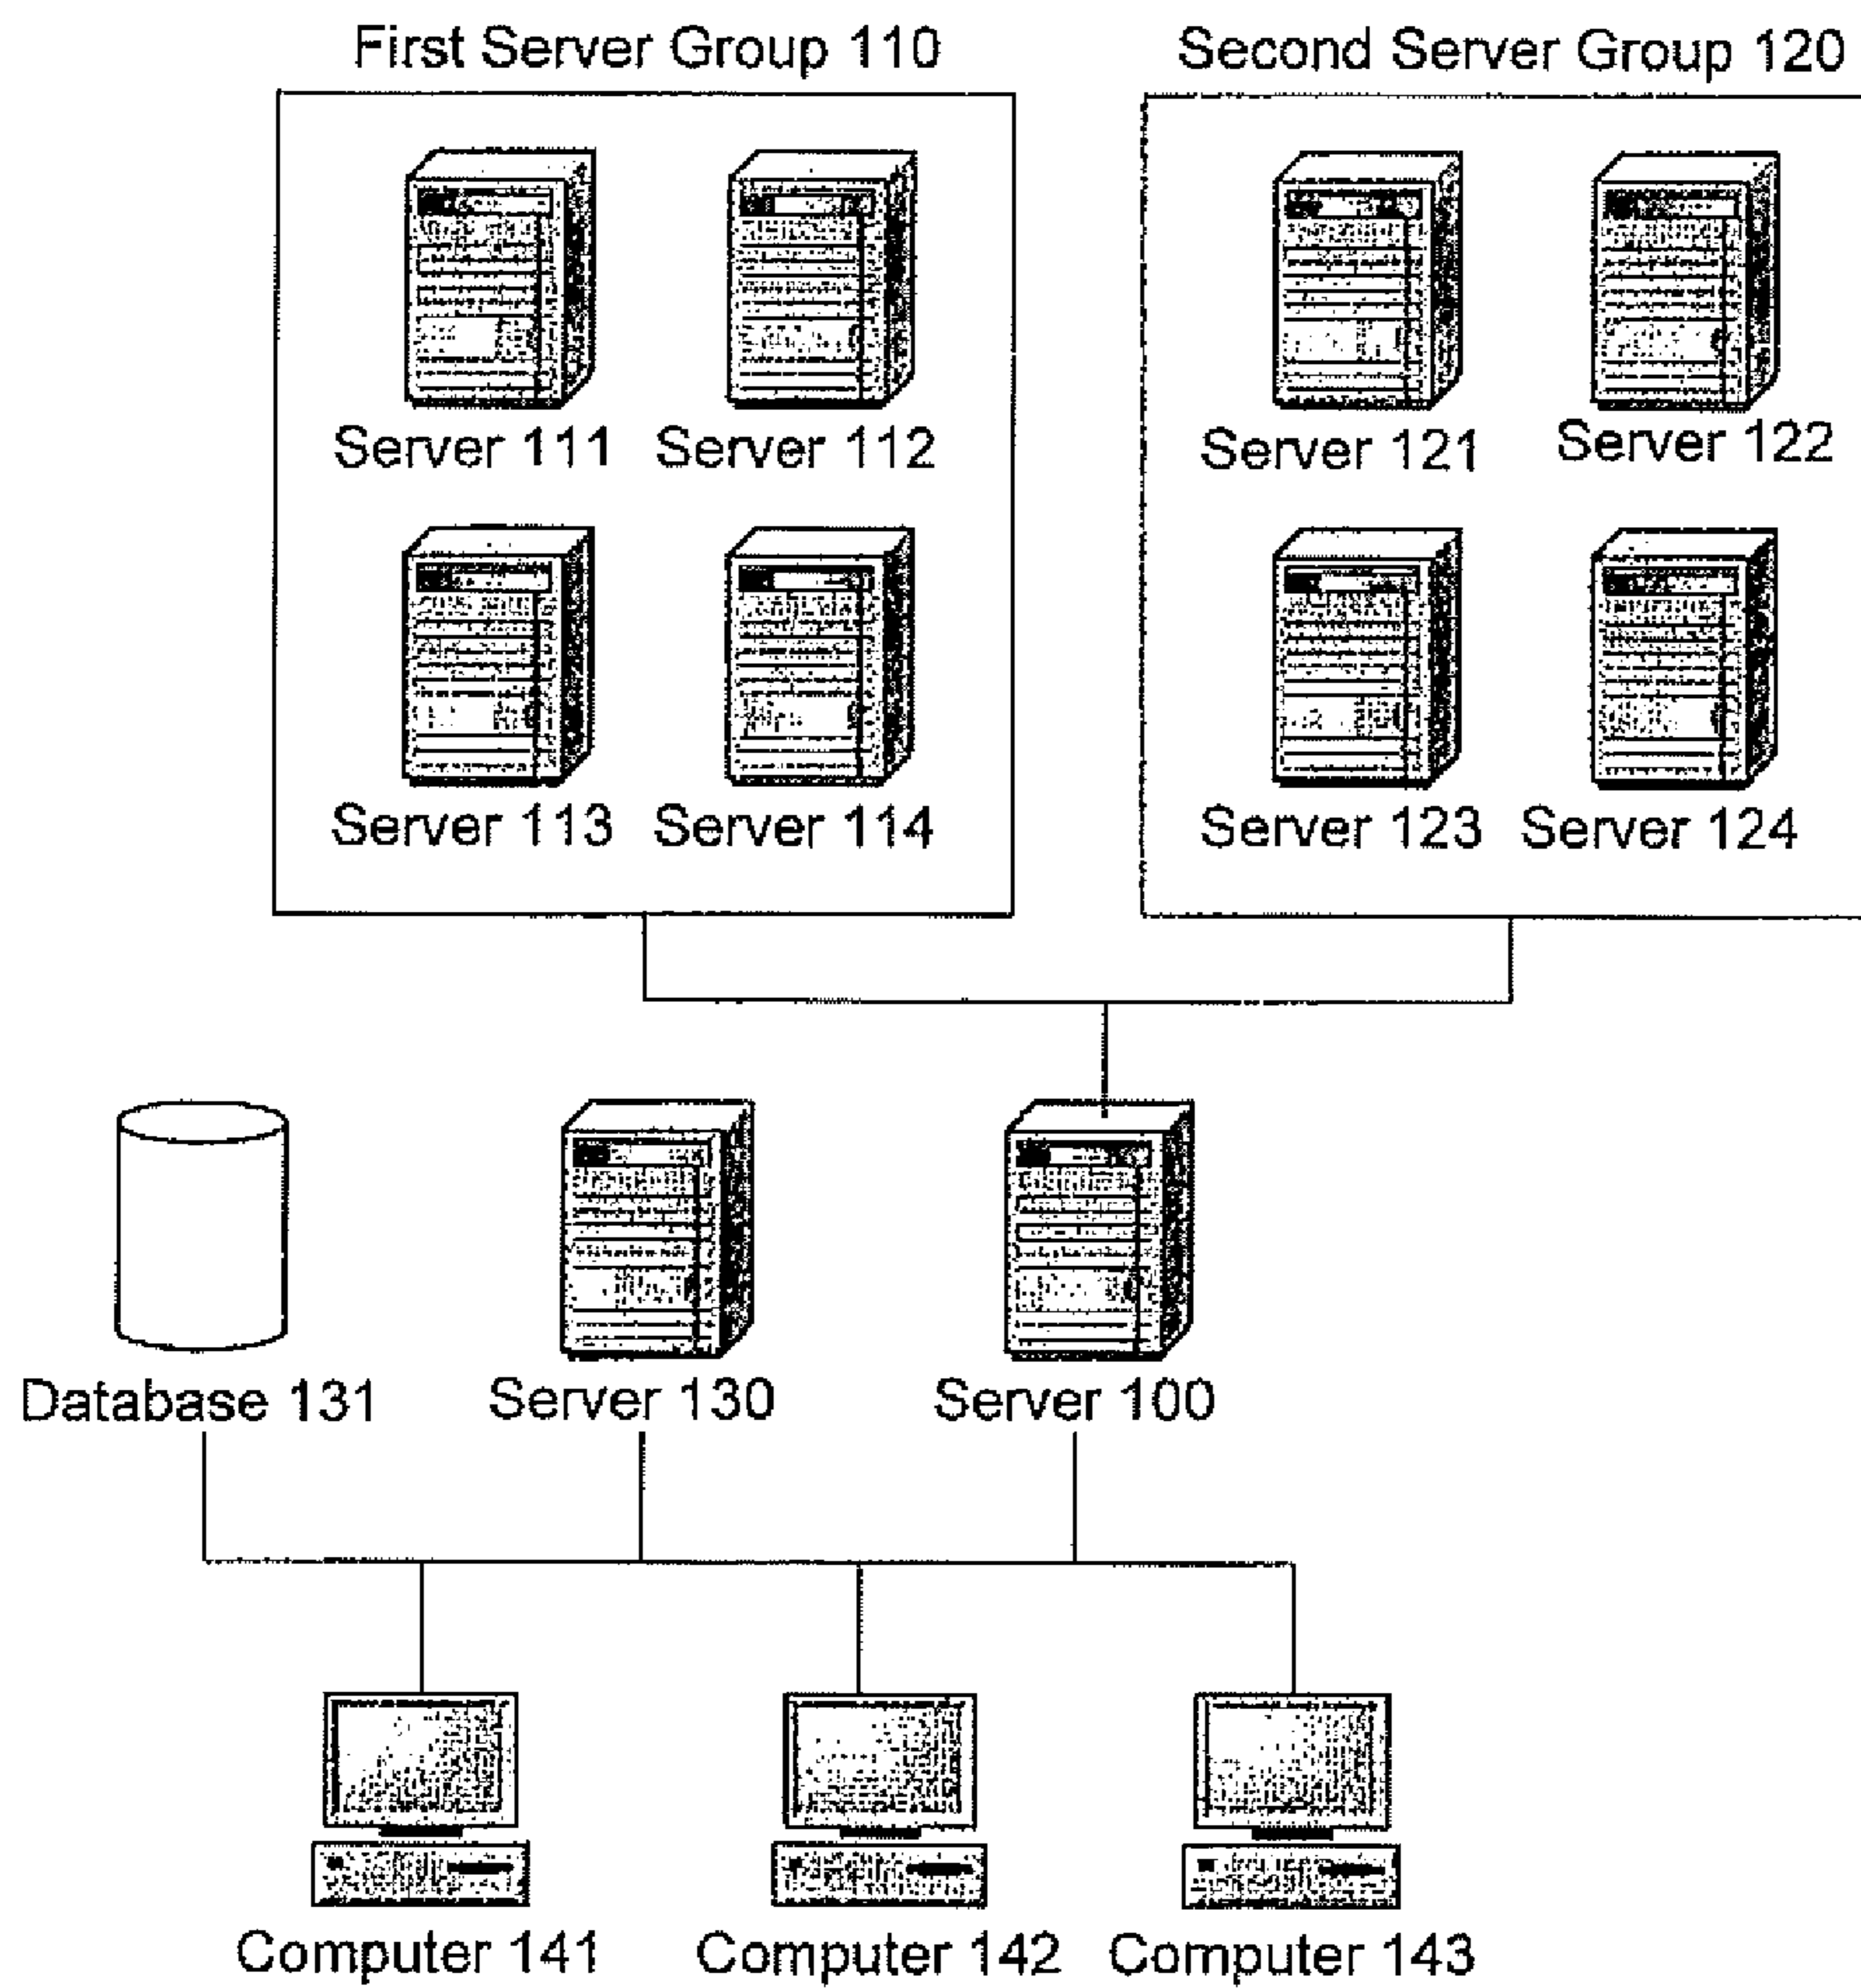 First Server Group 110
Second Server Group 120
Server 111
Server 112
Server 121
Server 122
Server 113
Server 114
Server 123
Server 124
Database 131
Server 130
Server 100
Computer 141
Computer 142
Computer 143